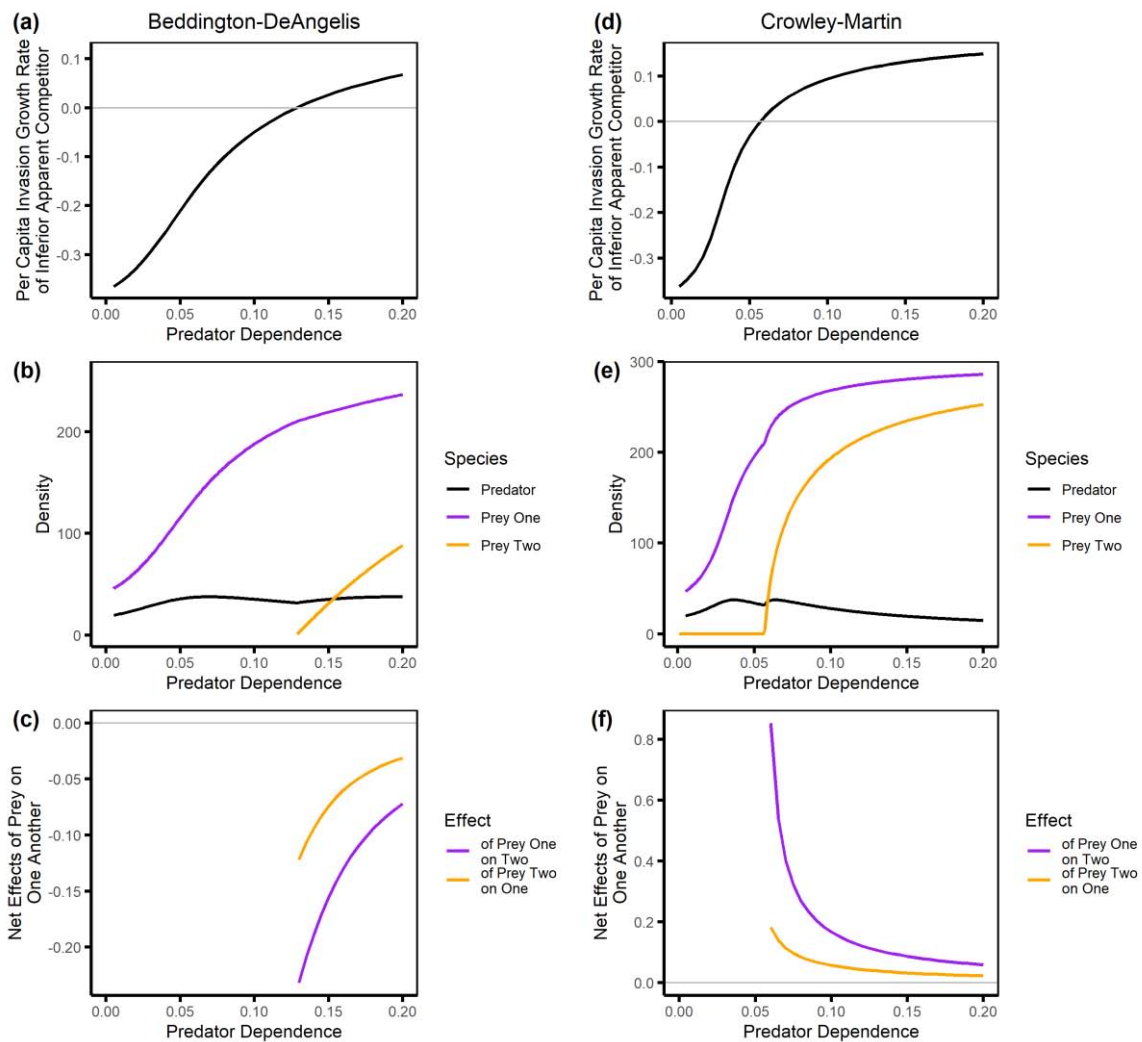 (a)
Beddington-DeAngelis
Per Capita Invasion Growth Rate
of Inferior Apparent Competitor
0.1
0.0
-0.1
-0.2
-0.3
0.00 0.05 0.10 0.15 0.20
Predator Dependence
(d)
Crowley-Martin
Per Capita Invasion Growth Rate
of Inferior Apparent Competitor
0.1
0.0
-0.1
-0.2
-0.3
0.00 0.05 0.10 0.15 0.20
Predator Dependence
(b)
Density
200
100
0
0.00 0.05 0.10 0.15 0.20
Predator Dependence
Species
Predator
Prey One
Prey Two
(e)
Density
300
200
100
0
0.00 0.05 0.10 0.15 0.20
Predator Dependence
Species
Predator
Prey One
Prey Two
(c)
Net Effects of Prey on
One Another
0.00
-0.05
-0.10
-0.15
-0.20
0.00 0.05 0.10 0.15 0.20
Predator Dependence
Effect
of Prey One
on Two
of Prey Two
on One
(f)
Net Effects of Prey on
One Another
0.8
0.6
0.4
0.2
0.0
0.00 0.05 0.10 0.15 0.20
Predator Dependence
Effect
of Prey One
on Two
of Prey Two
on One